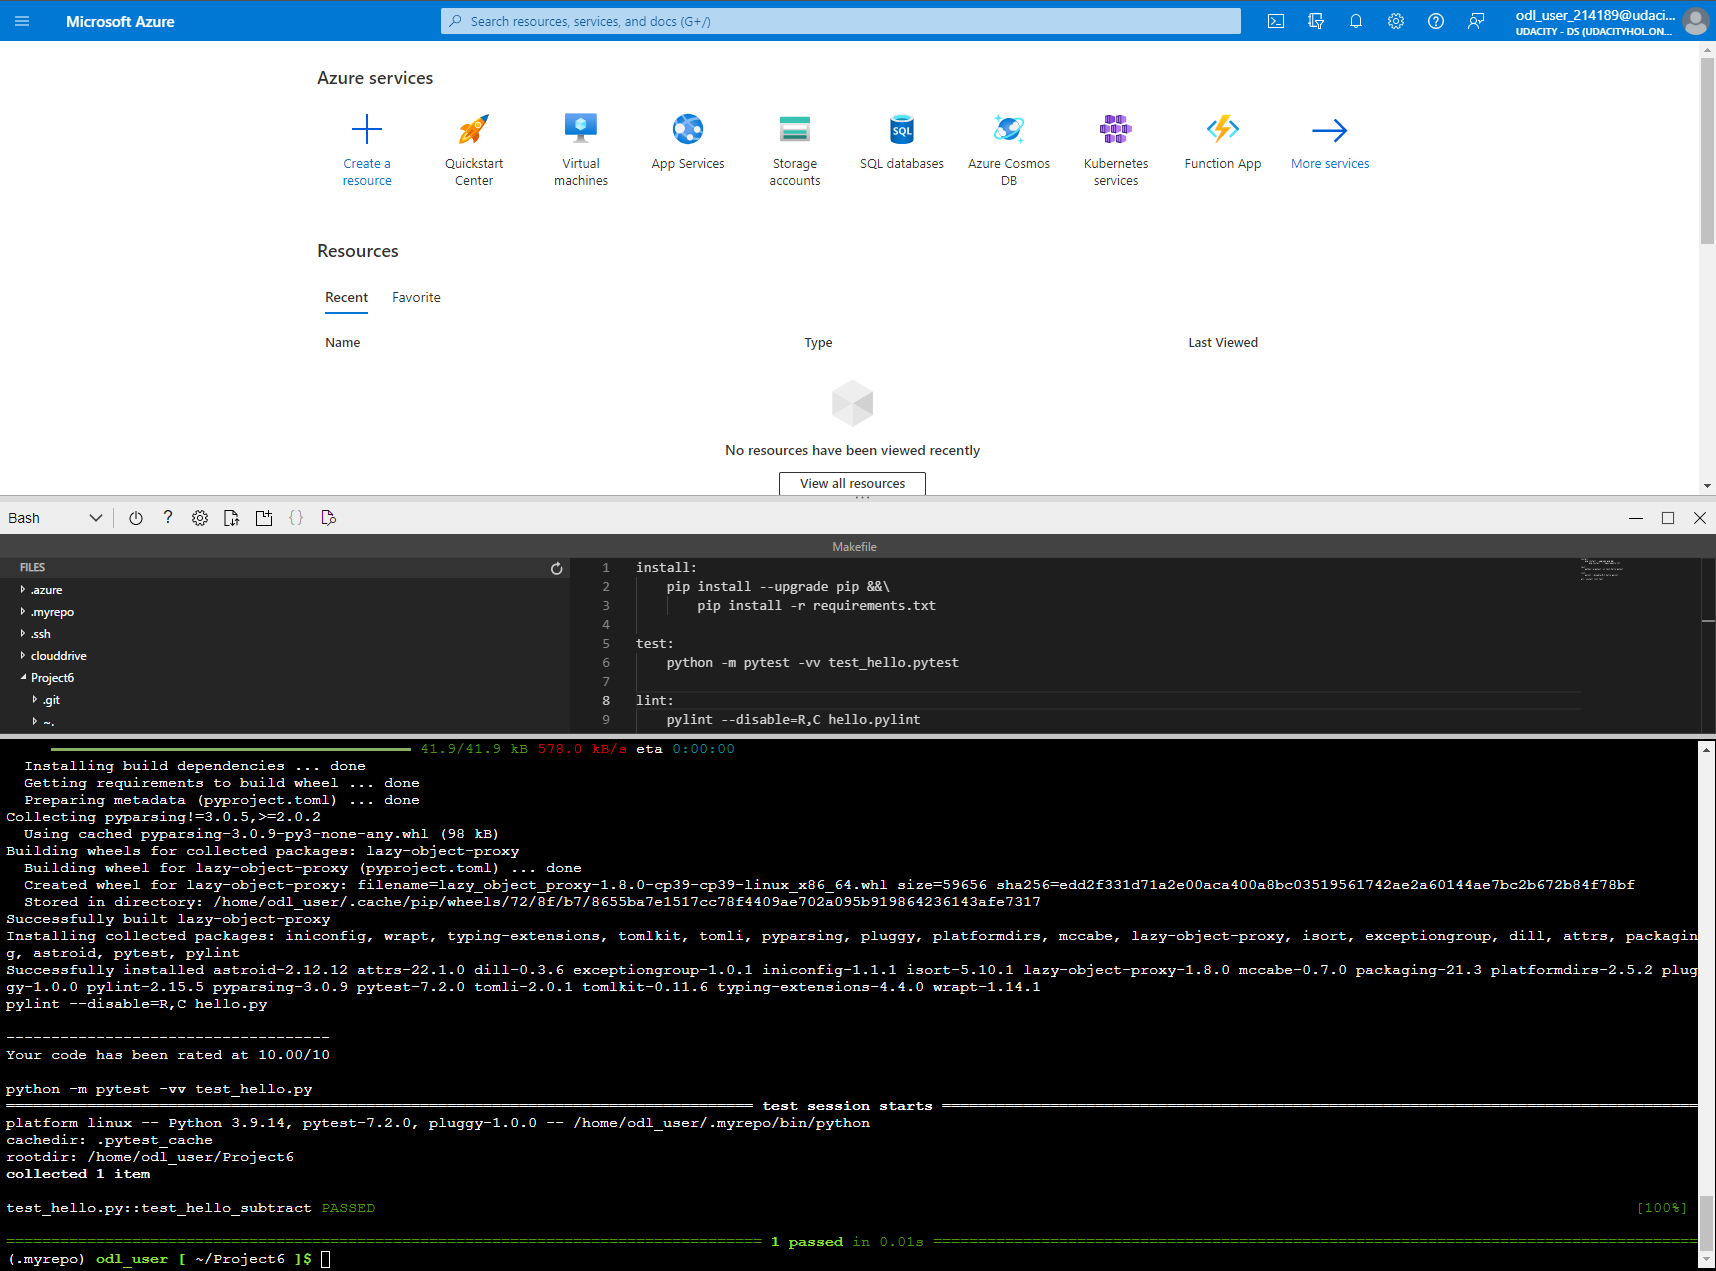 Microsoft Azure
Search resources, services, and docs (G+/)
odl_user_214189@udaci...
UDACITY - DS (UDACITYHOL.ON...
Azure services
Create a resource
Quickstart Center
Virtual machines
App Services
Storage accounts
SQL databases
Azure Cosmos DB
Kubernetes services
Function App
More services
Resources
Recent Favorite
Name Type Last Viewed
No resources have been viewed recently
View all resources
Bash
Makefile
FILES
.azure
.myrepo
.ssh
clouddrive
Project6
.git
~.
1 install:
2 pip install --upgrade pip &&\
3 pip install -r requirements.txt
4
5 test:
6 python -m pytest -vv test_hello.pytest
7
8 lint:
9 pylint --disable=R,C hello.pylint
41.9/41.9 kB 578.0 kB/s eta 0:00:00
Installing build dependencies ... done
Getting requirements to build wheel ... done
Preparing metadata (pyproject.toml) ... done
Collecting pyparsing!=3.0.5,>=2.0.2
Using cached pyparsing-3.0.9-py3-none-any.whl (98 kB)
Building wheels for collected packages: lazy-object-proxy
Building wheel for lazy-object-proxy (pyproject.toml) ... done
Created wheel for lazy-object-proxy: filename=lazy_object_proxy-1.8.0-cp39-cp39-linux_x86_64.whl size=59656 sha256=edd2f331d71a2e00aca400a8bc03519561742ae2a60144ae7bc2b672b84f78bf
Stored in directory: /home/odl_user/.cache/pip/wheels/72/8f/b7/8655ba7e1517cc78f4409ae702a095b919864236143afe7317
Successfully built lazy-object-proxy
Installing collected packages: iniconfig, wrapt, typing-extensions, tomlkit, tomli, pyparsing, pluggy, platformdirs, mccabe, lazy-object-proxy, isort, exceptiongroup, dill, attrs, packagin
g, astroid, pytest, pylint
Successfully installed astroid-2.12.12 attrs-22.1.0 dill-0.3.6 exceptiongroup-1.0.1 iniconfig-1.1.1 isort-5.10.1 lazy-object-proxy-1.8.0 mccabe-0.7.0 packaging-21.3 platformdirs-2.5.2 plug
gy-1.0.0 pylint-2.15.5 pyparsing-3.0.9 pytest-7.2.0 tomli-2.0.1 tomlkit-0.11.6 typing-extensions-4.4.0 wrapt-1.14.1
pylint --disable=R,C hello.py
------------------------------------
Your code has been rated at 10.00/10
python -m pytest -vv test_hello.py
test session starts
platform linux -- Python 3.9.14, pytest-7.2.0, pluggy-1.0.0 -- /home/odl_user/.myrepo/bin/python
cachedir: .pytest_cache
rootdir: /home/odl_user/Project6
collected 1 item
test_hello.py::test_hello_subtract PASSED [100%]
1 passed in 0.01s
(.myrepo) odl_user [ ~/Project6 ]$